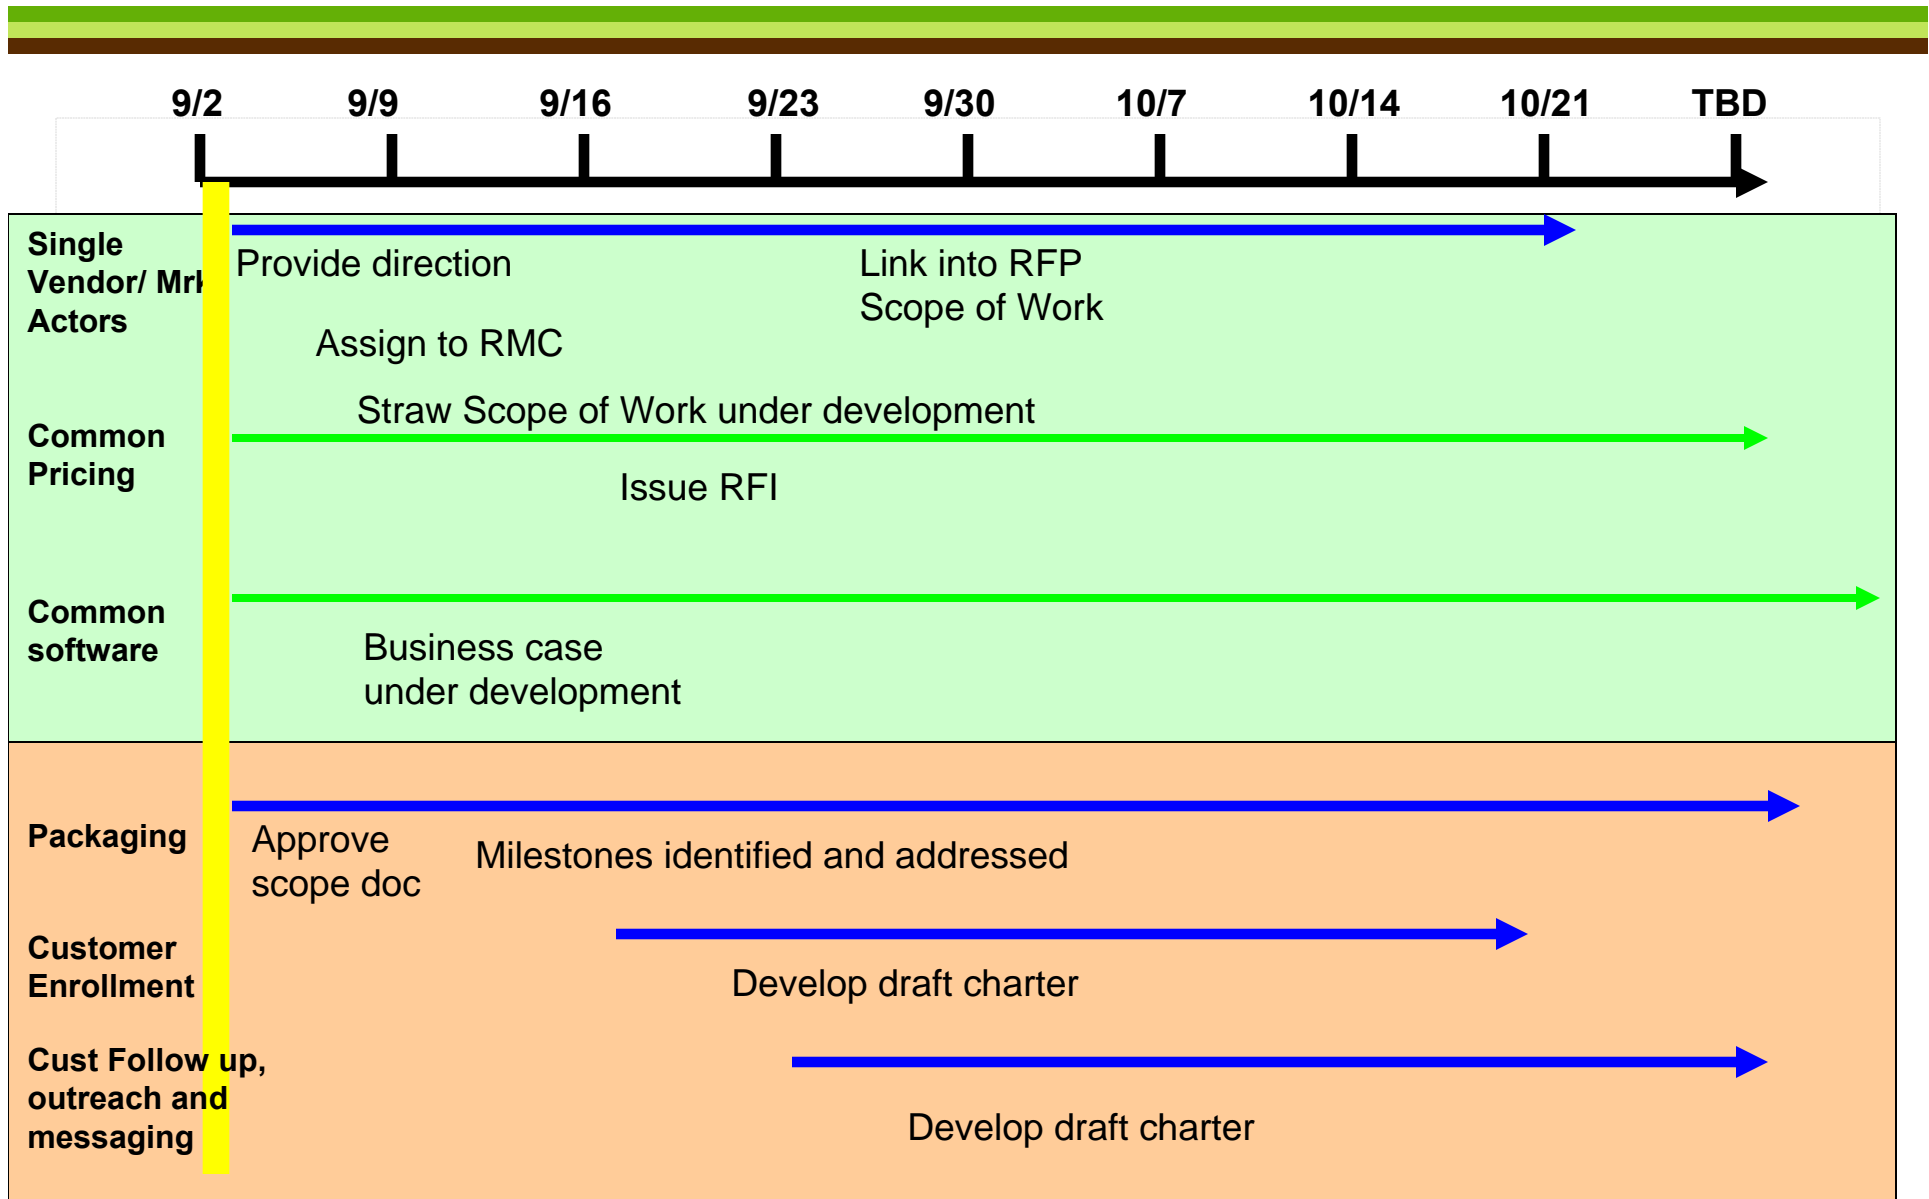 9/2 9/9 9/16 9/23 9/30 10/7 10/14 10/21 TBD
Single
Vendor/ Mrk
Actors
Provide direction
Link into RFP
Scope of Work
Assign to RMC
Straw Scope of Work under development
Common
Pricing
Issue RFI
Common
software
Business case
under development
Packaging
Approve
scope doc
Milestones identified and addressed
Customer
Enrollment
Develop draft charter
Cust Follow up,
outreach and
messaging
Develop draft charter